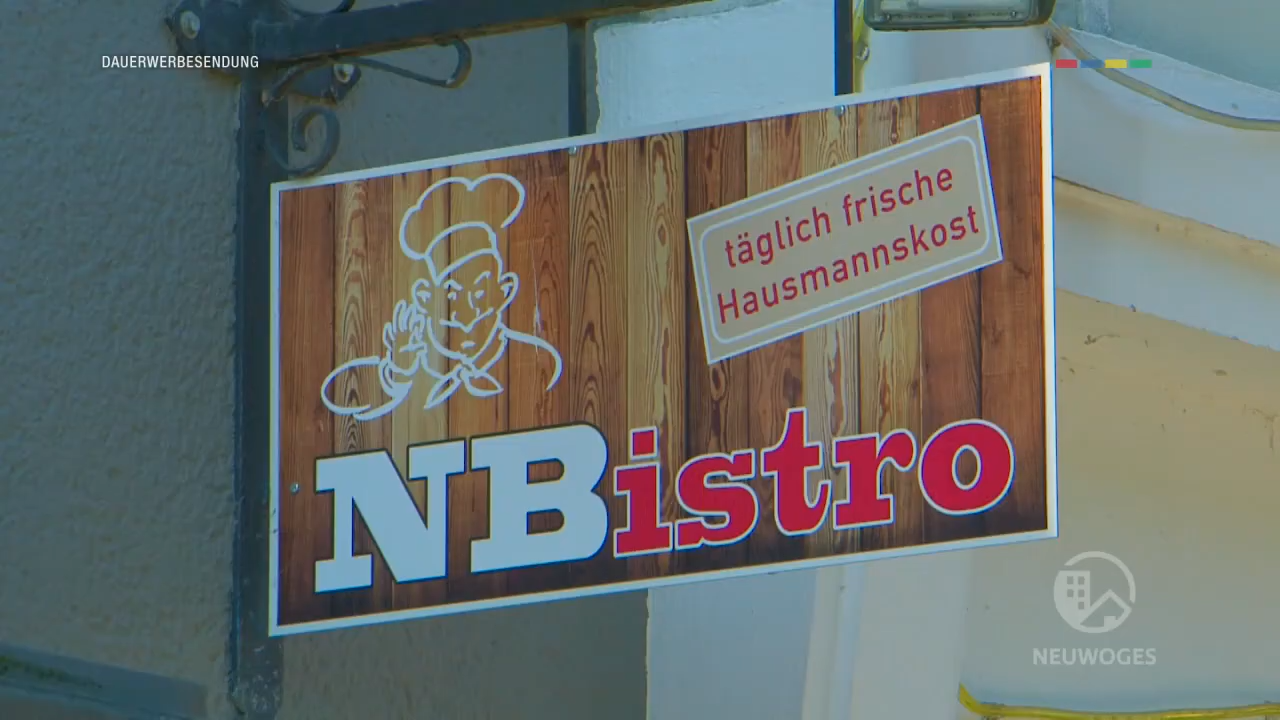 DAUERWERBESENDUNG
täglich frische
Hausmannskost
NBistro
NEUWOGES